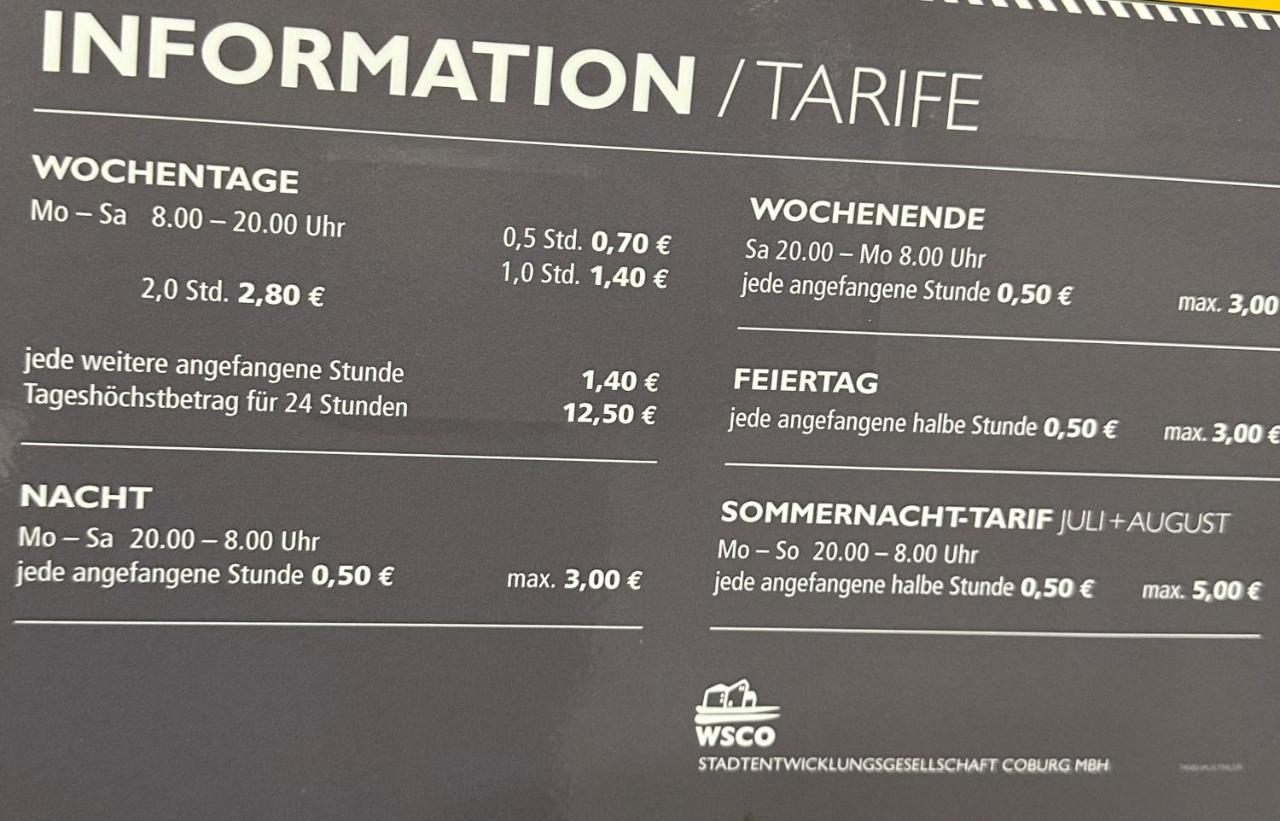 INFORMATION / TARIFE
WOCHENTAGE
Mo – Sa 8.00 – 20.00 Uhr
0,5 Std. 0,70 €
1,0 Std. 1,40 €
2,0 Std. 2,80 €
jede weitere angefangene Stunde 1,40 €
Tageshöchstbetrag für 24 Stunden 12,50 €
NACHT
Mo – Sa 20.00 – 8.00 Uhr
jede angefangene Stunde 0,50 € max. 3,00 €
WOCHENENDE
Sa 20.00 – Mo 8.00 Uhr
jede angefangene Stunde 0,50 € max. 3,00
FEIERTAG
jede angefangene halbe Stunde 0,50 € max. 3,00 €
SOMMERNACHT-TARIF JULI + AUGUST
Mo – So 20.00 – 8.00 Uhr
jede angefangene halbe Stunde 0,50 € max. 5,00 €
WSCO
STADTENTWICKLUNGSGESELLSCHAFT COBURG MBH